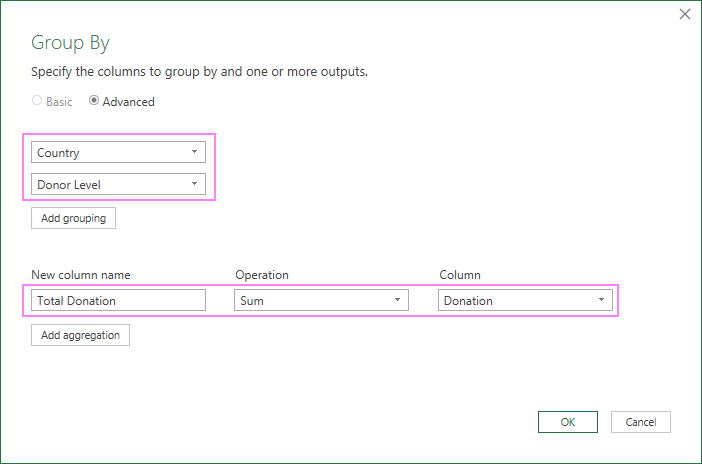 Group By
Specify the columns to group by and one or more outputs.
Basic Advanced
Country
Donor Level
Add grouping
New column name Operation Column
Total Donation Sum Donation
Add aggregation
OK Cancel